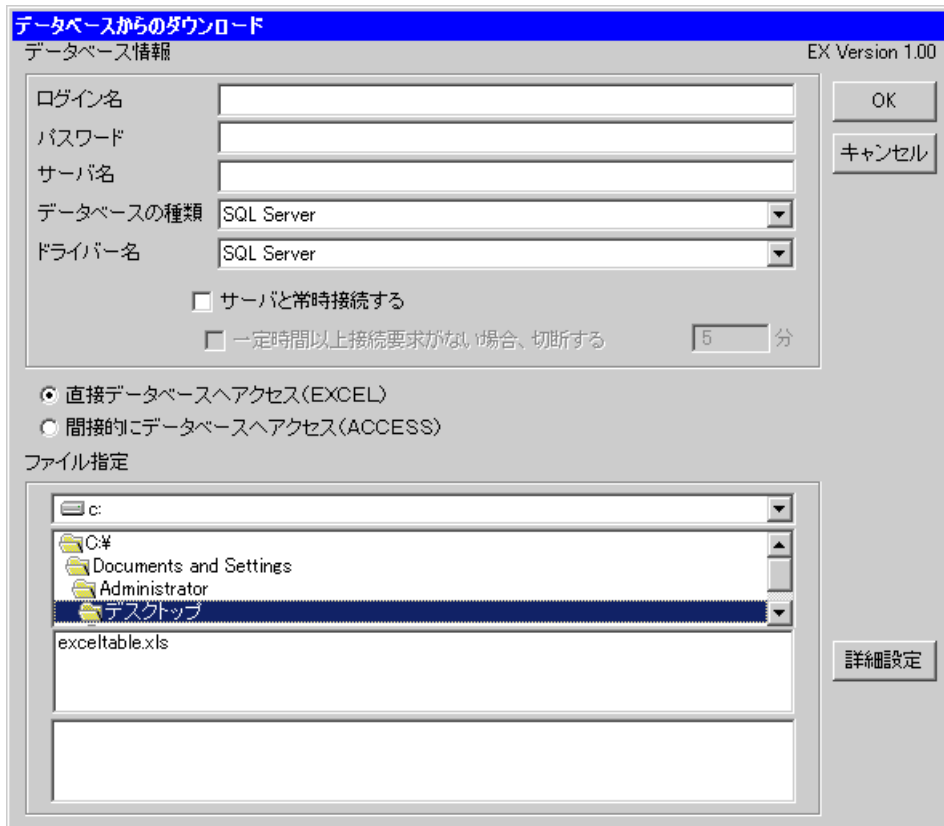 データベースからのダウンロード
データベース情報
EX Version 1.00
ログイン名
OK
パスワード
キャンセル
サーバ名
データベースの種類 SQL Server
ドライバー名 SQL Server
サーバと常時接続する
一定時間以上接続要求がない場合、切断する 5 分
直接データベースへアクセス(EXCEL)
間接的にデータベースへアクセス(ACCESS)
ファイル指定
c:
C:¥
Documents and Settings
Administrator
デスクトップ
exceltable.xls
詳細設定